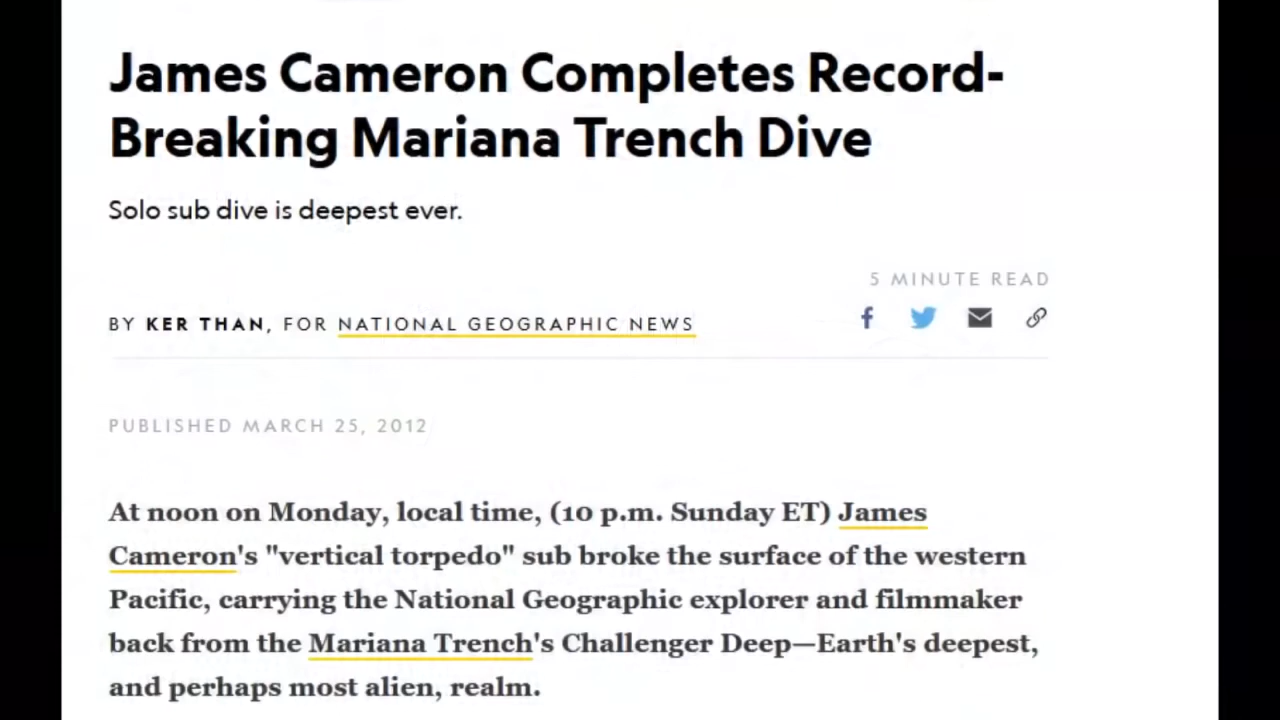 James Cameron Completes Record-
Breaking Mariana Trench Dive
Solo sub dive is deepest ever.
5 MINUTE READ
BY KER THAN, FOR NATIONAL GEOGRAPHIC NEWS
PUBLISHED MARCH 25, 2012
At noon on Monday, local time, (10 p.m. Sunday ET) James
Cameron's "vertical torpedo" sub broke the surface of the western
Pacific, carrying the National Geographic explorer and filmmaker
back from the Mariana Trench's Challenger Deep—Earth's deepest,
and perhaps most alien, realm.